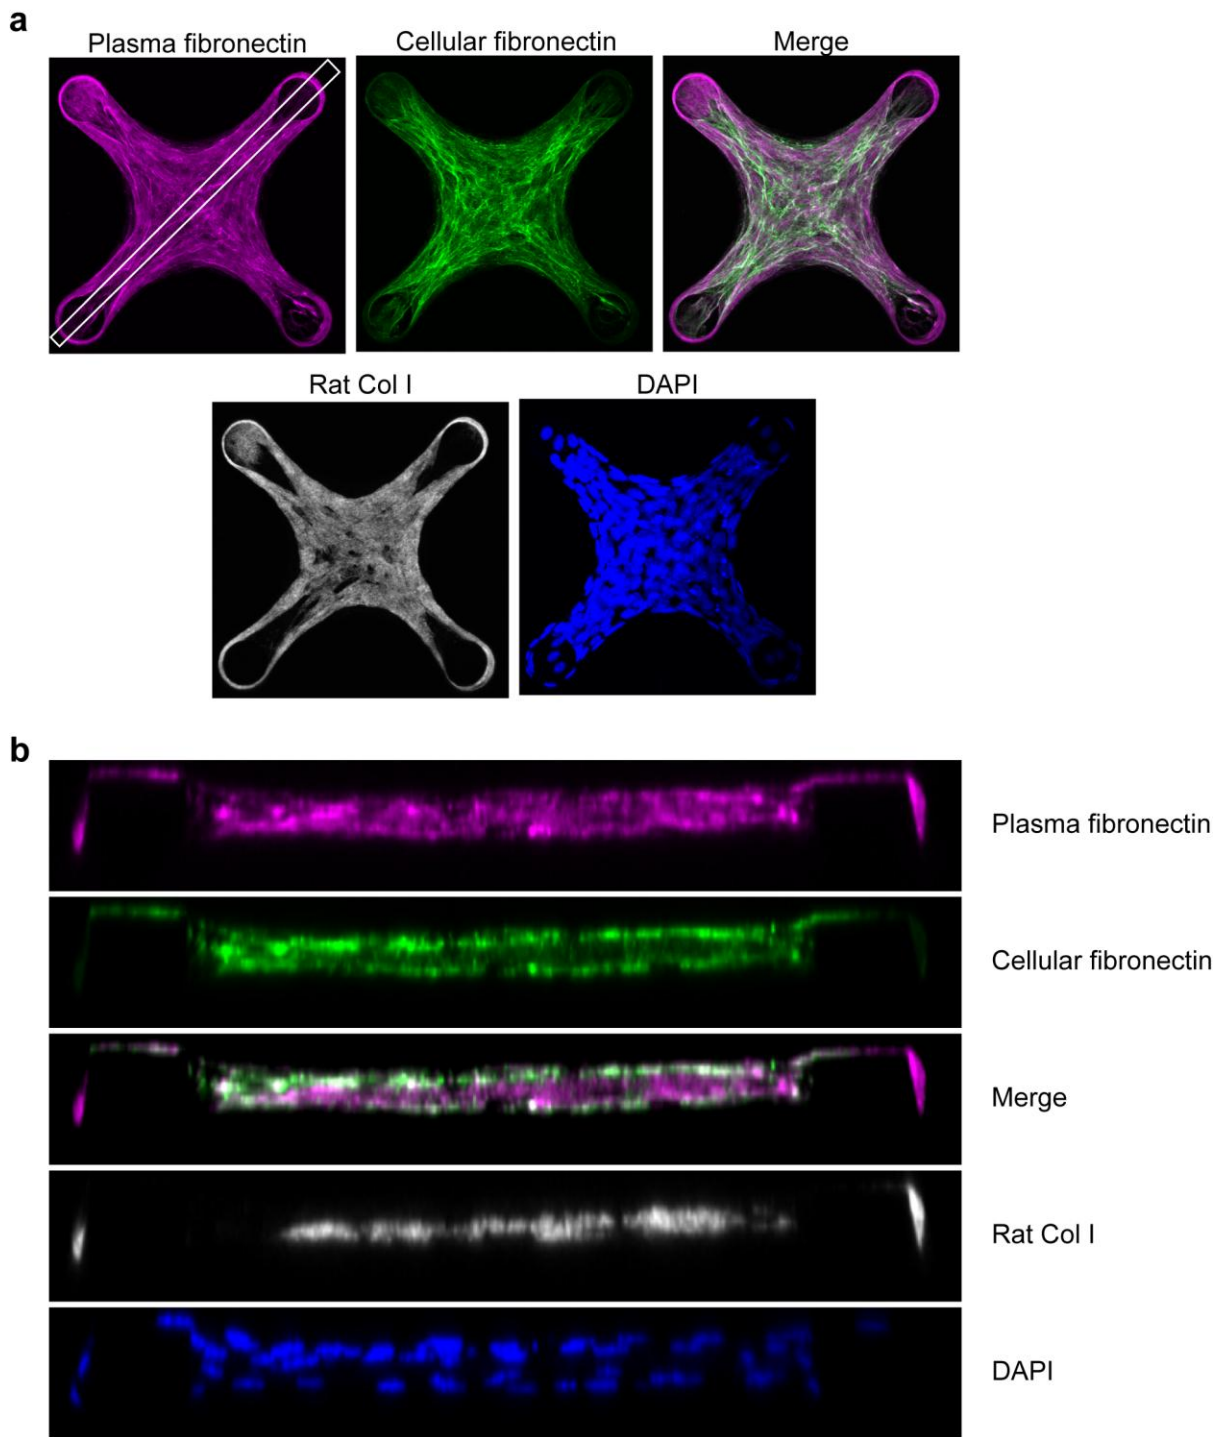 a
Plasma fibronectin
Cellular fibronectin
Merge
Rat Col I
DAPI
b
Plasma fibronectin
Cellular fibronectin
Merge
Rat Col I
DAPI